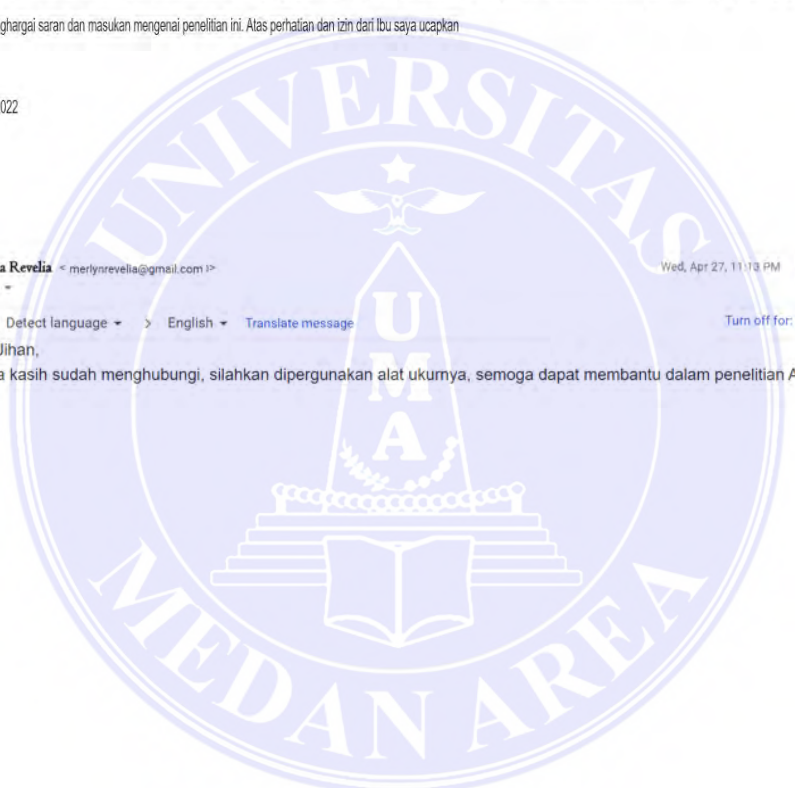 ghargai saran dan masukan mengenai penelitian ini. Atas perhatian dan izin dari Ibu saya ucapkan
022
a Revelia < merlynrevelia@gmail.com >
Wed, Apr 27, 11:13 PM
Detect language > English Translate message
Turn off for:
Jihan,
a kasih sudah menghubungi, silahkan dipergunakan alat ukurnya, semoga dapat membantu dalam penelitian A
UNIVERSITAS
U
M
A
MEDAN AREA